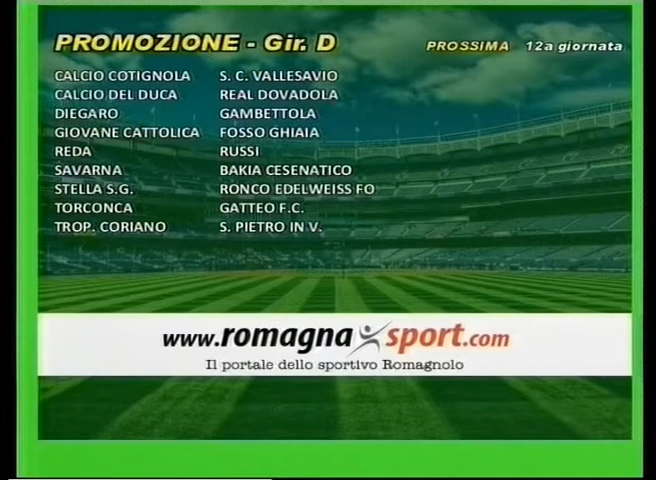 PROMOZIONE - Gir. D PROSSIMA 12a giornata
CALCIO COTIGNOLA S. C. VALLESAVIO
CALCIO DEL DUCA REAL DOVADOLA
DIEGARO GAMBETTOLA
GIOVANE CATTOLICA FOSSO GHIAIA
REDA RUSSI
SAVARNA BAKIA CESENATICO
STELLA S.G. RONCO EDELWEISS FO
TORCONCA GATTEO F.C.
TROP. CORIANO S. PIETRO IN V.
www.romagnasport.com
Il portale dello sportivo Romagnolo